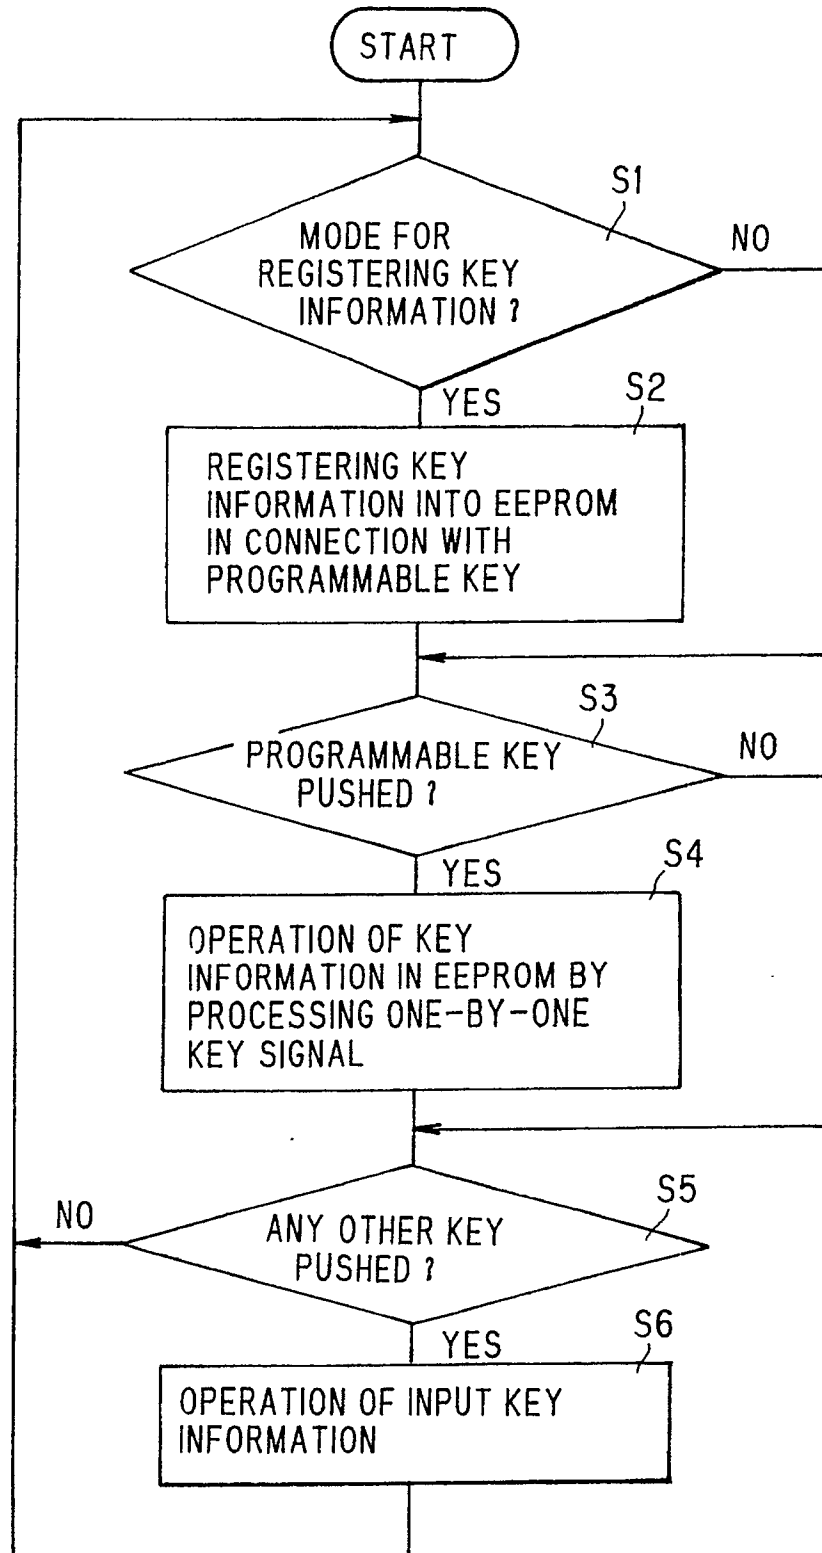 START
S1
MODE FOR
REGISTERING KEY
INFORMATION ?
NO
YES
S2
REGISTERING KEY
INFORMATION INTO EEPROM
IN CONNECTION WITH
PROGRAMMABLE KEY
S3
PROGRAMMABLE KEY
PUSHED ?
NO
YES
S4
OPERATION OF KEY
INFORMATION IN EEPROM BY
PROCESSING ONE-BY-ONE
KEY SIGNAL
S5
NO
ANY OTHER KEY
PUSHED ?
YES
S6
OPERATION OF INPUT KEY
INFORMATION